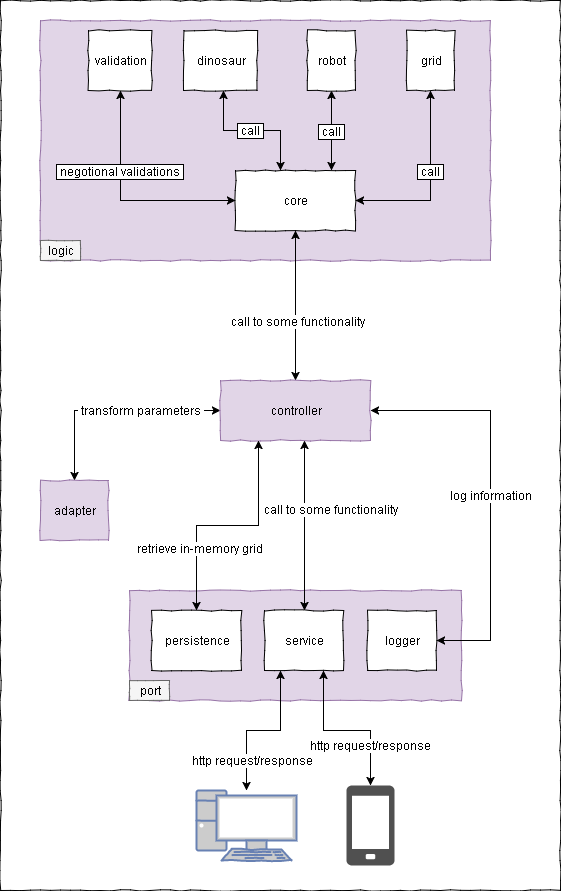 validation
dinosaur
robot
grid
call
call
negotional validations
call
core
logic
call to some functionality
transform parameters
controller
log information
adapter
call to some functionality
retrieve in-memory grid
persistence
service
logger
port
http request/response
http request/response